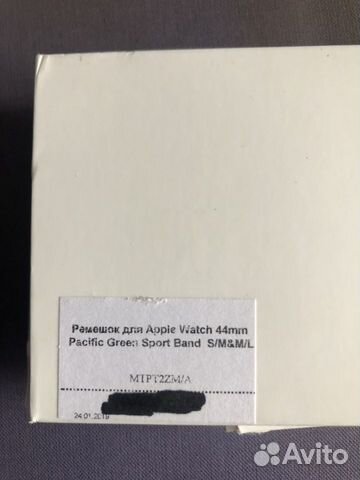 Ремешок для Apple Watch 44mm
Pacific Green Sport Band S/M&M/L
MTPT2ZM/A
24.01.2019
Avito